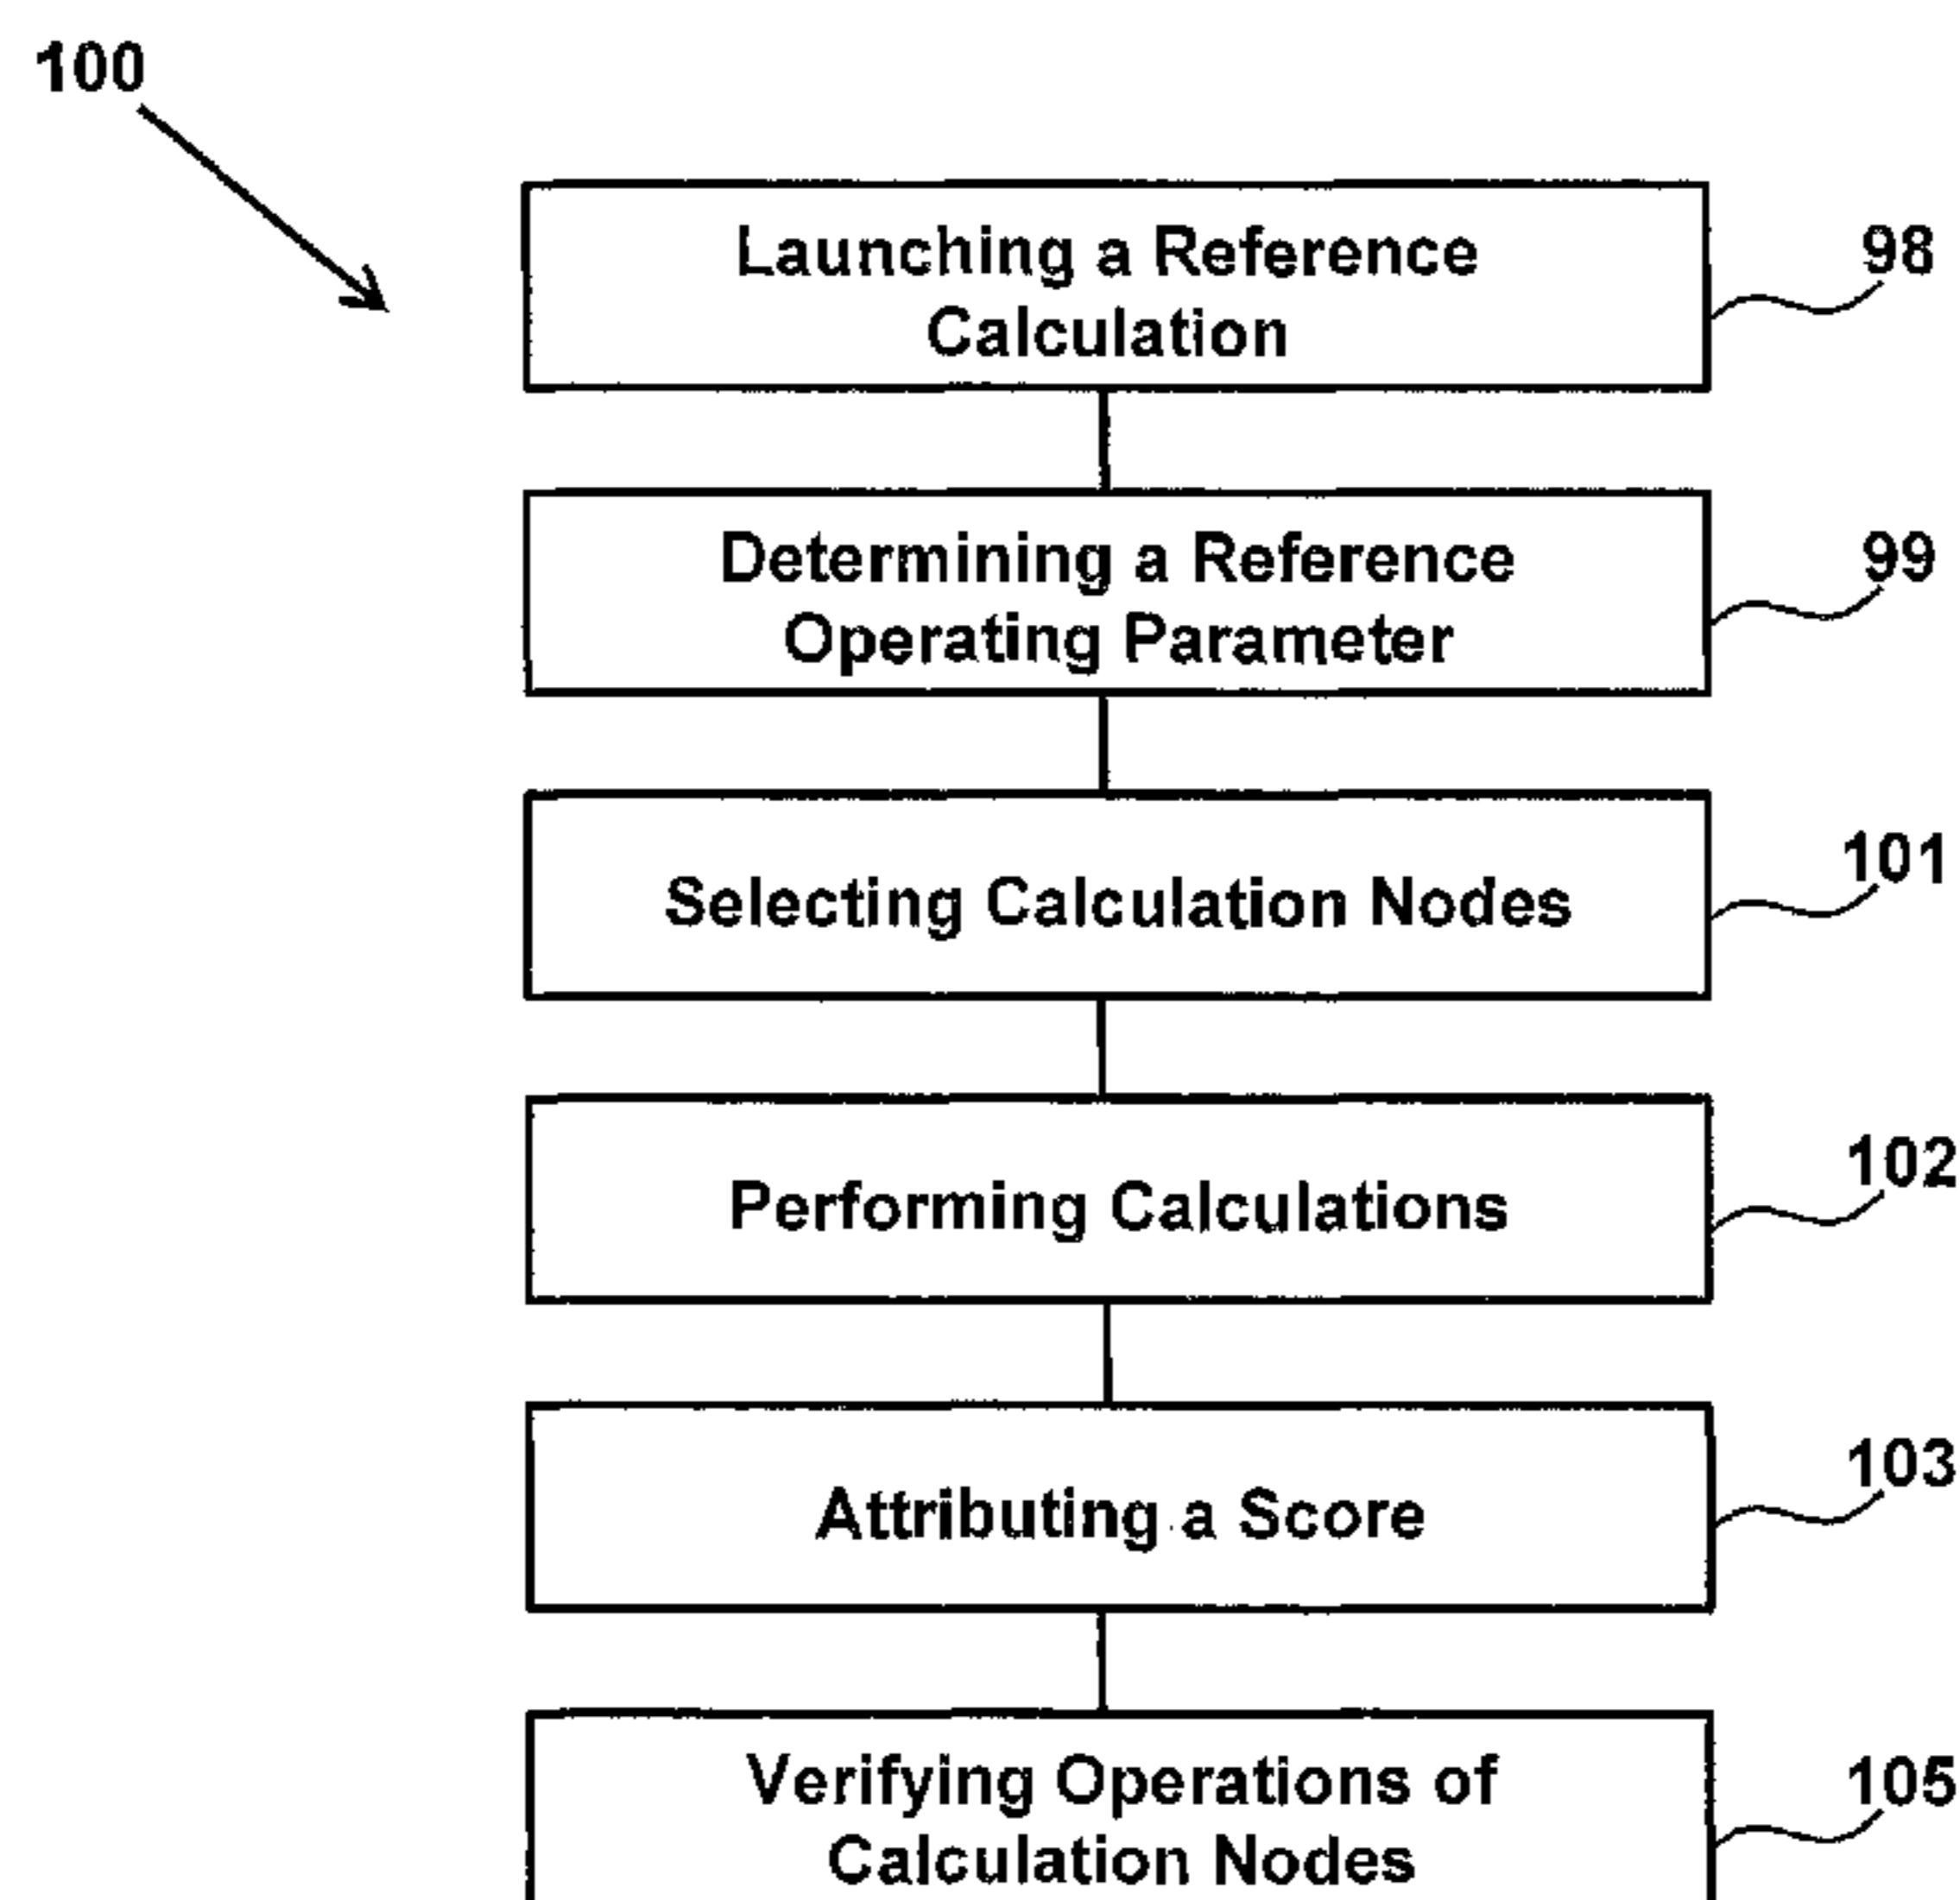 100
Launching a Reference
Calculation
98
Determining a Reference
Operating Parameter
99
Selecting Calculation Nodes
101
Performing Calculations
102
Attributing a Score
103
Verifying Operations of
Calculation Nodes
105